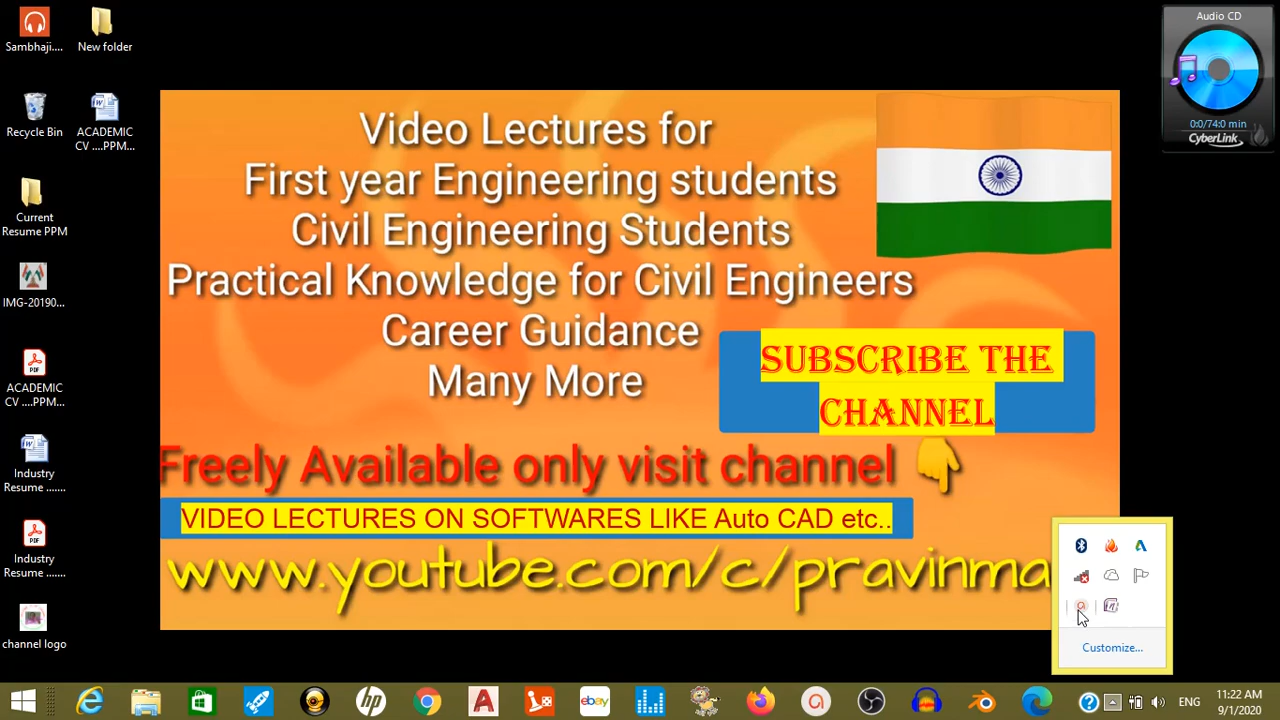 Sambhaji....
New folder
Recycle Bin
ACADEMIC
CV ....PPM...
Current
Resume PPM
IMG-20190...
PDF
ACADEMIC
CV ....PPM...
Industry
Resume .......
PDF
Industry
Resume .......
channel logo
Video Lectures for
First year Engineering students
Civil Engineering Students
Practical Knowledge for Civil Engineers
Career Guidance
Many More
SUBSCRIBE THE
CHANNEL
Freely Available only visit channel
VIDEO LECTURES ON SOFTWARES LIKE Auto CAD etc..
www.youtube.com/c/pravinma
Audio CD
0:0/74:0 min
CyberLink
Customize...
hp
A
ebay
ENG
11:22 AM
9/1/2020